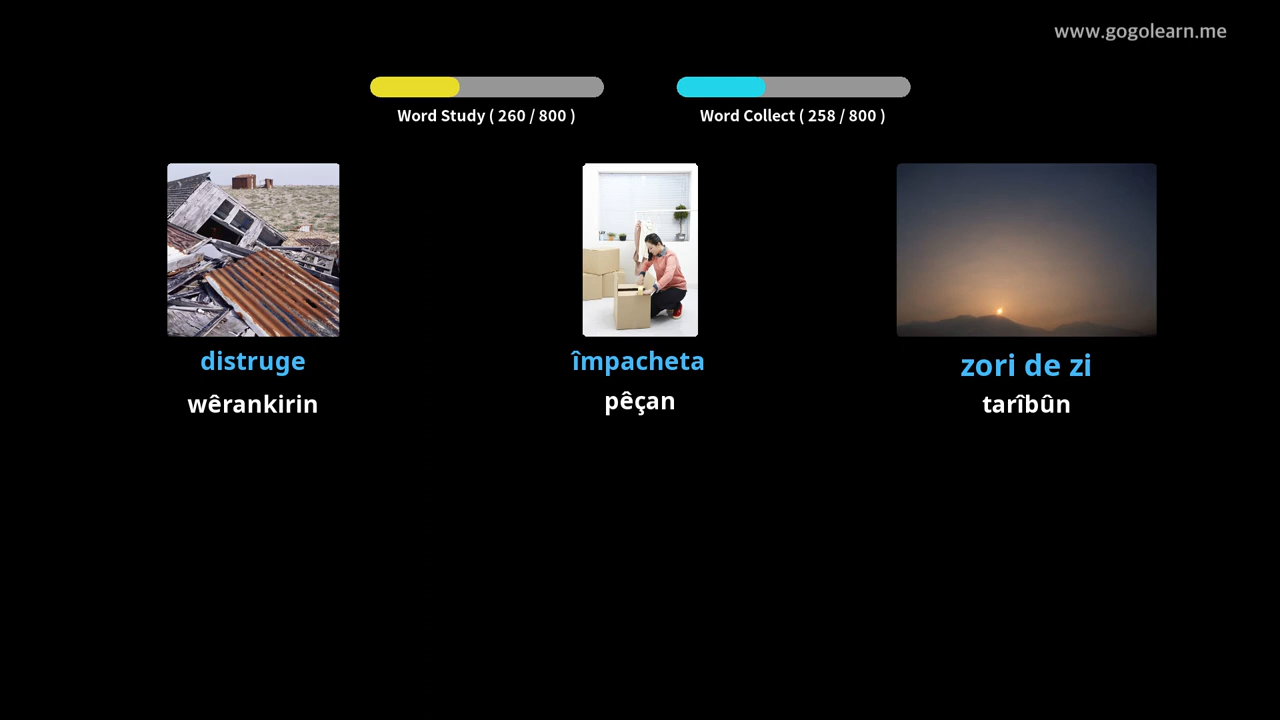 www.gogolearn.me
Word Study ( 260 / 800 )
Word Collect ( 258 / 800 )
distruge
wêrankirin
împacheta
pêçan
zori de zi
tarîbûn